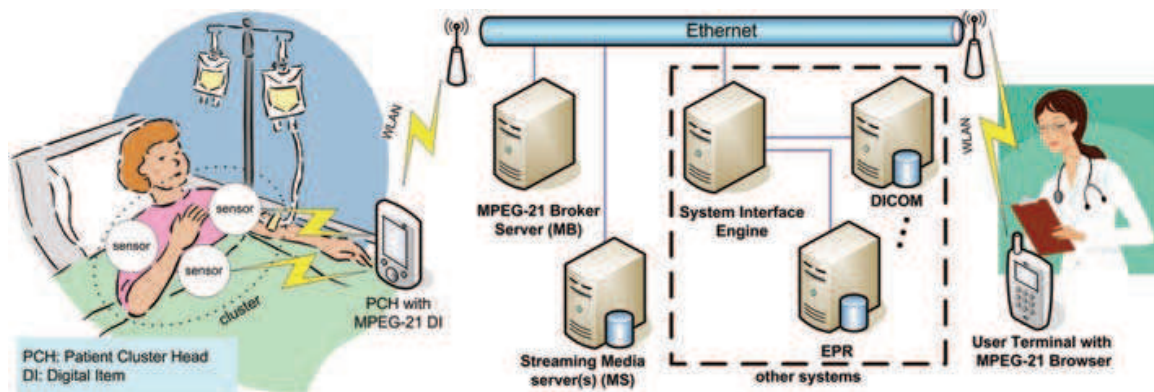 Ethernet
WLAN
WLAN
sensor
sensor
sensor
cluster
PCH with
MPEG-21 DI
MPEG-21 Broker
Server (MB)
Streaming Media
server(s) (MS)
System Interface
Engine
DICOM
EPR
other systems
User Terminal with
MPEG-21 Browser
PCH: Patient Cluster Head
DI: Digital Item